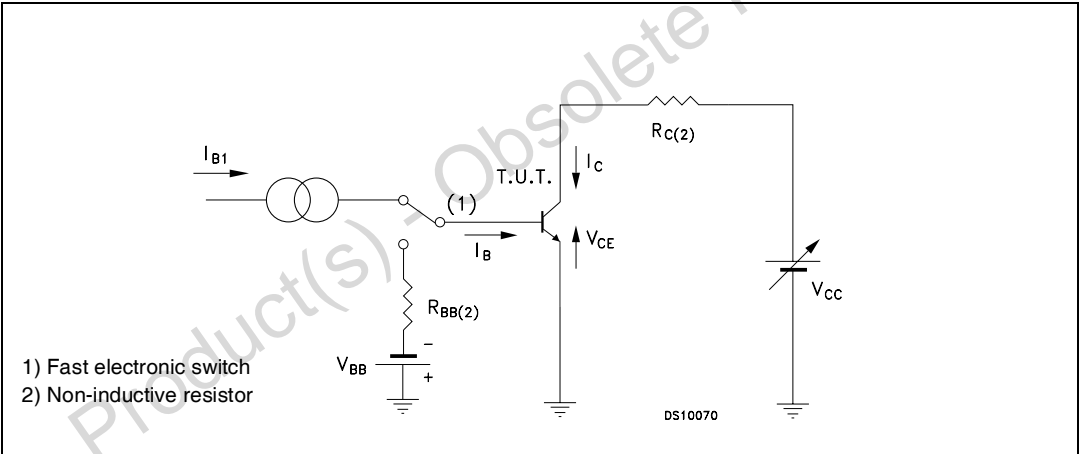 I_B1
R_C(2)
I_C
T.U.T.
(1)
V_CE
I_B
V_CC
R_BB(2)
V_BB
-
+
1) Fast electronic switch
2) Non-inductive resistor
DS10070
Product(s) - Obsolete